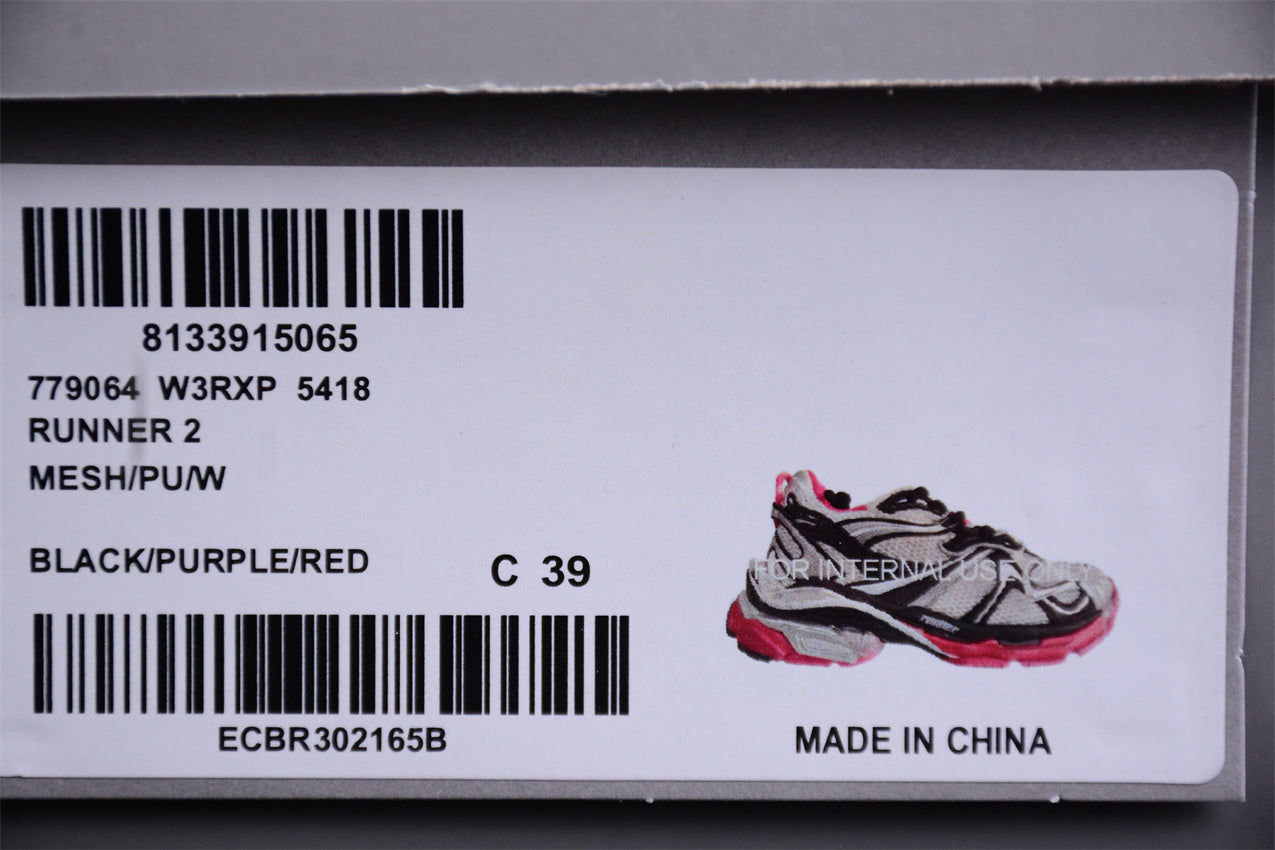 8133915065
779064 W3RXP 5418
RUNNER 2
MESH/PU/W
BLACK/PURPLE/RED
C 39
FOR INTERNAL USE ONLY
ECBR302165B
MADE IN CHINA